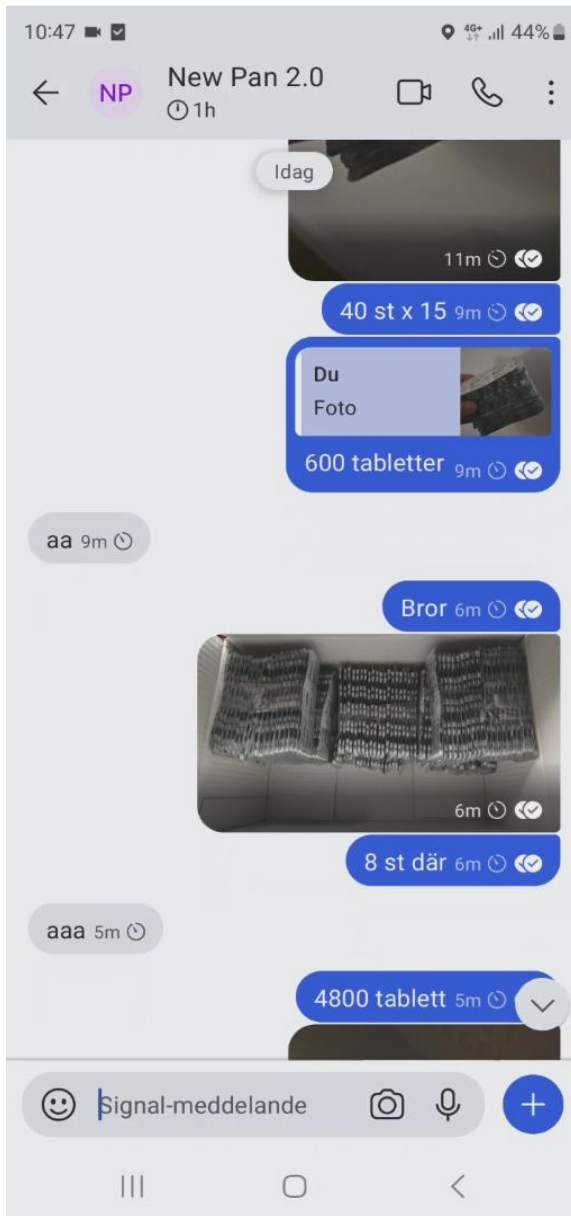 10:47 4G+ 44%
NP New Pan 2.0
1h
Idag
11m
40 st x 15 9m
Du
Foto
600 tabletter 9m
aa 9m
Bror 6m
6m
8 st där 6m
aaa 5m
4800 tablett 5m
Signal-meddelande